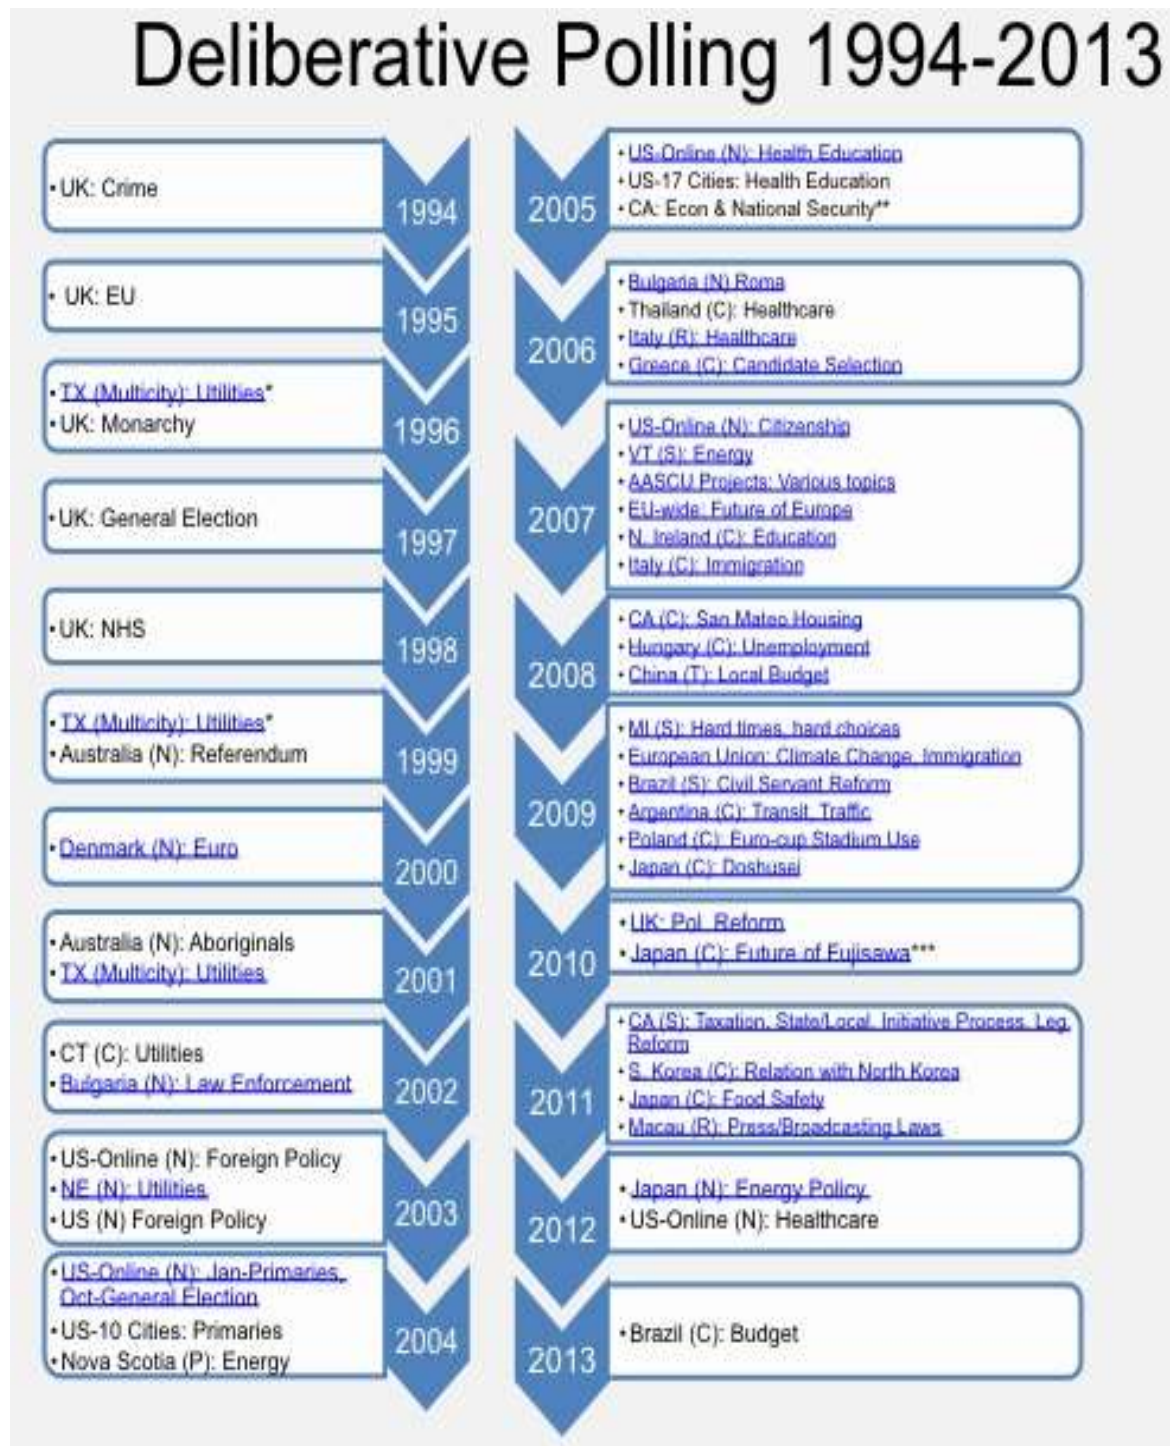 Deliberative Polling 1994-2013
• UK: Crime
1994
• UK: EU
1995
• TX (Multicity): Utilities*
• UK: Monarchy
1996
• UK: General Election
1997
• UK: NHS
1998
• TX (Multicity): Utilities*
• Australia (N): Referendum
1999
• Denmark (N): Euro
2000
• Australia (N): Aboriginals
• TX (Multicity): Utilities
2001
• CT (C): Utilities
• Bulgaria (N): Law Enforcement
2002
• US-Online (N): Foreign Policy
• NE (N): Utilities
• US (N) Foreign Policy
2003
• US-Online (N): Jan-Primaries,
Oct-General Election
• US-10 Cities: Primaries
• Nova Scotia (P): Energy
2004
2005
• US-Online (N): Health Education
• US-17 Cities: Health Education
• CA: Econ & National Security**
2006
• Bulgaria (N) Roma
• Thailand (C): Healthcare
• Italy (R): Healthcare
• Greece (C): Candidate Selection
2007
• US-Online (N): Citizenship
• VT (S): Energy
• AASCU Projects: Various topics
• EU-wide: Future of Europe
• N. Ireland (C): Education
• Italy (C): Immigration
2008
• CA (C): San Mateo Housing
• Hungary (C): Unemployment
• China (T): Local Budget
2009
• MI (S): Hard times, hard choices
• European Union: Climate Change, Immigration
• Brazil (S): Civil Servant Reform
• Argentina (C): Transit, Traffic
• Poland (C): Euro-cup Stadium Use
• Japan (C): Doshusei
2010
• UK: Pol. Reform
• Japan (C): Future of Fujisawa***
2011
• CA (S): Taxation, State/Local, Initiative Process, Leg.
Reform
• S. Korea (C): Relation with North Korea
• Japan (C): Food Safety
• Macau (R): Press/Broadcasting Laws
2012
• Japan (N): Energy Policy
• US-Online (N): Healthcare
2013
• Brazil (C): Budget